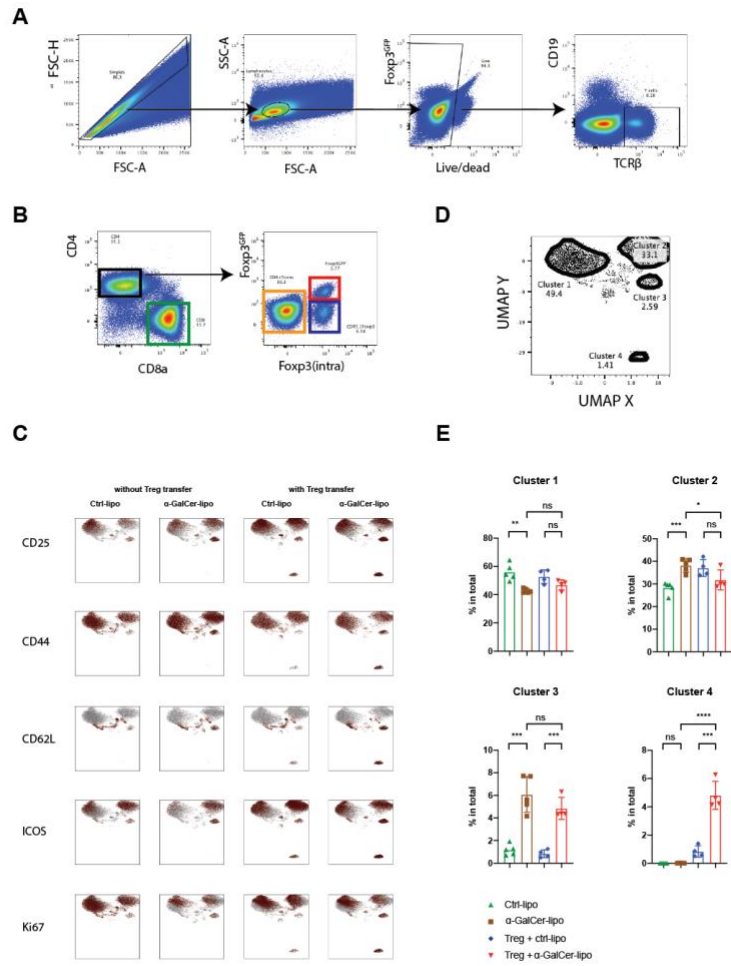 A
FSC-H
FSC-A
SSC-A
FSC-A
Foxp3GFP
Live/dead
CD19
TCRβ
B
CD4
CD8a
Foxp3GFP
Foxp3(intra)
D
UMAP Y
Cluster 1
49.4
Cluster 2
33.1
Cluster 3
2.59
Cluster 4
1.41
UMAP X
C
without Treg transfer
with Treg transfer
Ctrl-lipo
α-GalCer-lipo
Ctrl-lipo
α-GalCer-lipo
CD25
CD44
CD62L
ICOS
Ki67
E
Cluster 1
ns
** ns
% in total
80
60
40
20
0
Cluster 2
*
*** ns
% in total
50
40
30
20
10
0
Cluster 3
ns
*** ***
% in total
10
8
6
4
2
0
Cluster 4
****
ns ***
% in total
8
6
4
2
0
Ctrl-lipo
α-GalCer-lipo
Treg + ctrl-lipo
Treg + α-GalCer-lipo